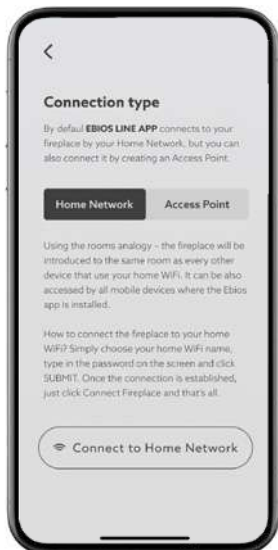 Connection type
By defaul EBIOS LINE APP connects to your
fireplace by your Home Network, but you can
also connect it by creating an Access Point.
Home Network
Access Point
Using the rooms analogy – the fireplace will be
introduced to the same room as every other
device that use your home WiFi. It can be also
accessed by all mobile devices where the Ebios
app is installed.
How to connect the fireplace to your home
WiFi? Simply choose your home WiFi name,
type in the password on the screen and click
SUBMIT. Once the connection is established,
just click Connect Fireplace and that's all.
Connect to Home Network